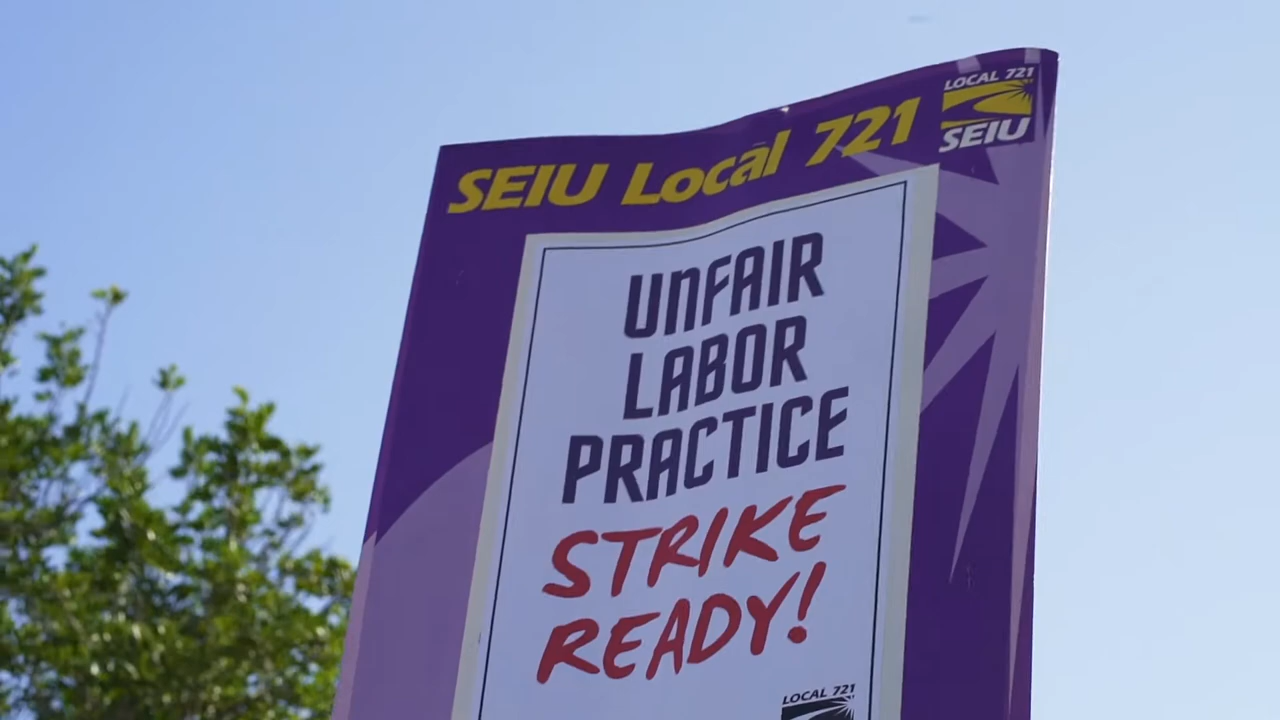 SEIU Local 721
LOCAL 721
SEIU
UNFAIR
LABOR
PRACTICE
STRIKE
READY!
LOCAL 721